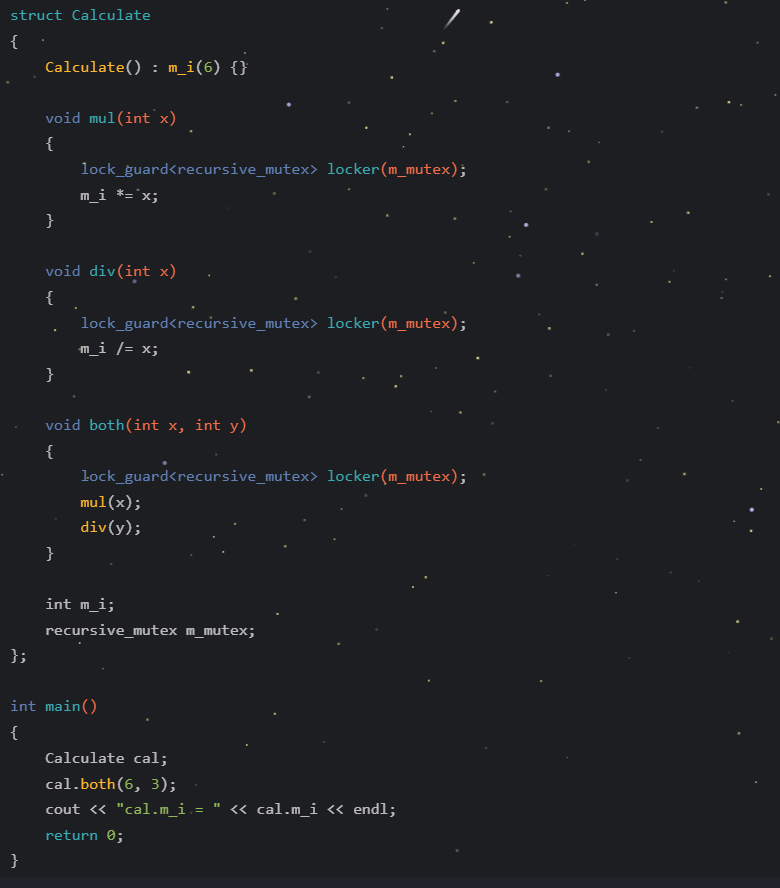 struct Calculate
{
    Calculate() : m_i(6) {}

    void mul(int x)
    {
        lock_guard<recursive_mutex> locker(m_mutex);
        m_i *= x;
    }

    void div(int x)
    {
        lock_guard<recursive_mutex> locker(m_mutex);
        m_i /= x;
    }

    void both(int x, int y)
    {
        lock_guard<recursive_mutex> locker(m_mutex);
        mul(x);
        div(y);
    }

    int m_i;
    recursive_mutex m_mutex;
};

int main()
{
    Calculate cal;
    cal.both(6, 3);
    cout << "cal.m_i = " << cal.m_i << endl;
    return 0;
}